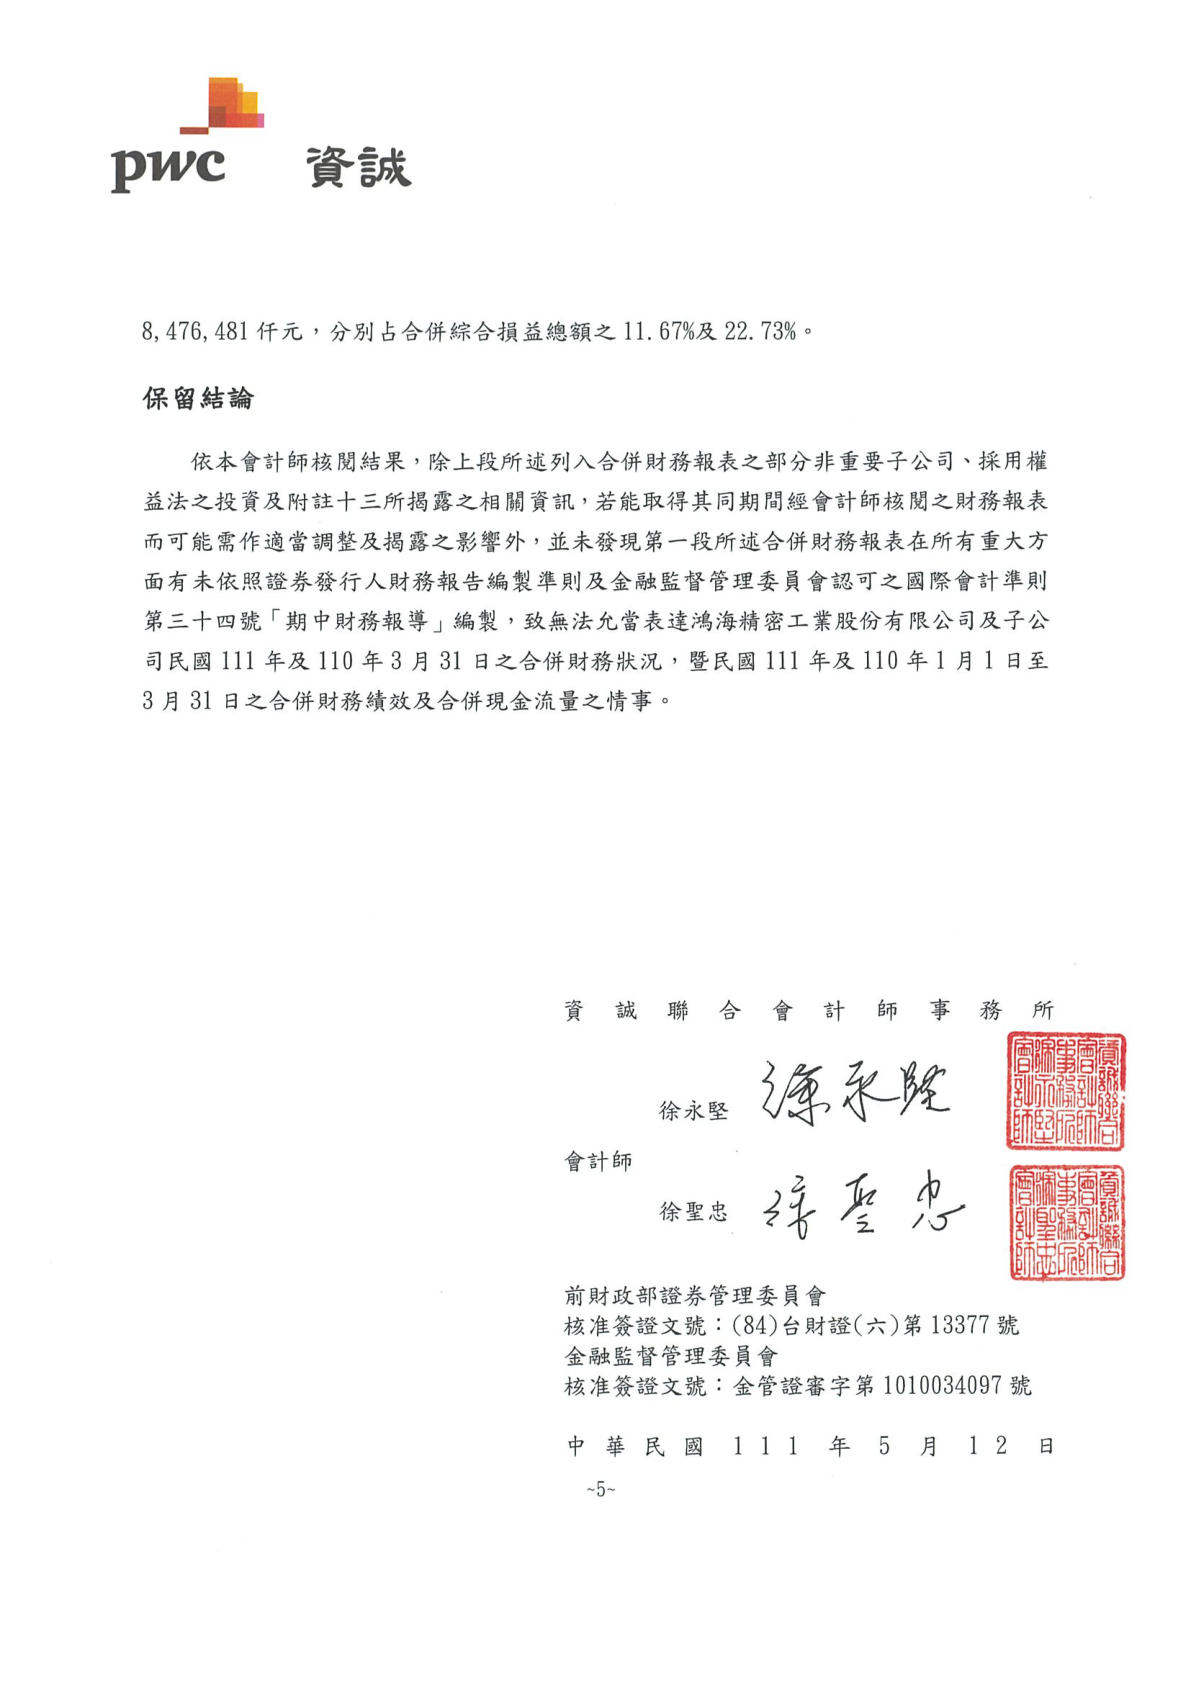 pwc 資誠
8,476,481 仟元，分別占合併綜合損益總額之 11.67%及 22.73%。
保留結論
依本會計師核閱結果，除上段所述列入合併財務報表之部分非重要子公司、採用權
益法之投資及附註十三所揭露之相關資訊，若能取得其同期間經會計師核閱之財務報表
而可能需作適當調整及揭露之影響外，並未發現第一段所述合併財務報表在所有重大方
面有未依照證券發行人財務報告編製準則及金融監督管理委員會認可之國際會計準則
第三十四號「期中財務報導」編製，致無法允當表達鴻海精密工業股份有限公司及子公
司民國 111 年及 110 年 3 月 31 日之合併財務狀況，暨民國 111 年及 110 年 1 月 1 日至
3 月 31 日之合併財務績效及合併現金流量之情事。
資誠聯合會計師事務所
徐永堅 徐永堅
資誠聯合會計師事務所徐永堅會計師
會計師
徐聖忠 徐聖忠
資誠聯合會計師事務所徐聖忠會計師
前財政部證券管理委員會
核准簽證文號：(84)台財證(六)第 13377 號
金融監督管理委員會
核准簽證文號：金管證審字第 1010034097 號
中華民國 111 年 5 月 12 日
~5~